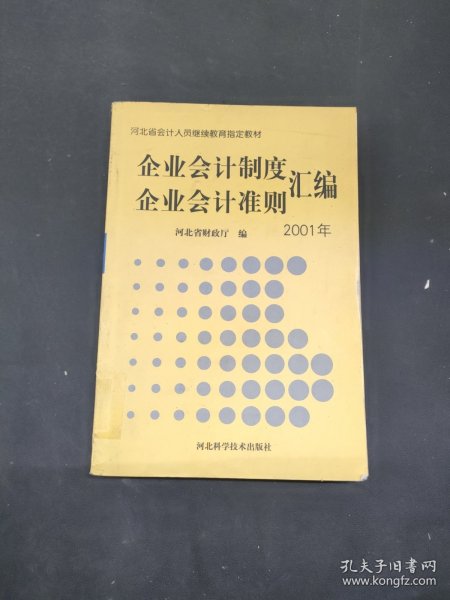 河北省会计人员继续教育指定教材
企业会计制度
企业会计准则
汇编
2001年
河北省财政厅 编
河北科学技术出版社
孔夫子旧书网
www.kongfz.com